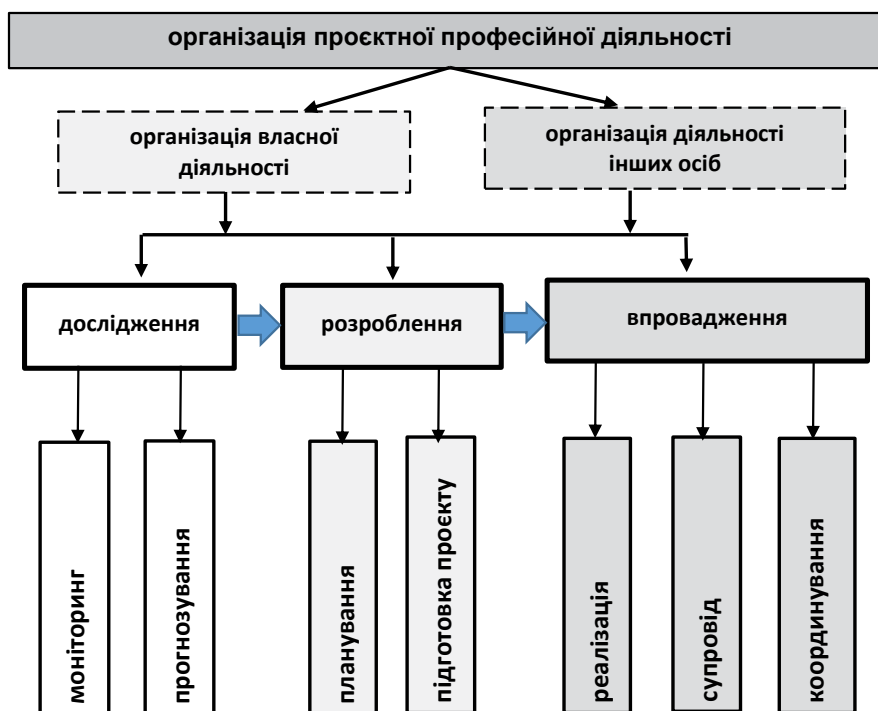 організація проєктної професійної діяльності
організація власної
діяльності
організація діяльності
інших осіб
дослідження
розроблення
впровадження
моніторинг
прогнозування
планування
підготовка проєкту
реалізація
супровід
координування